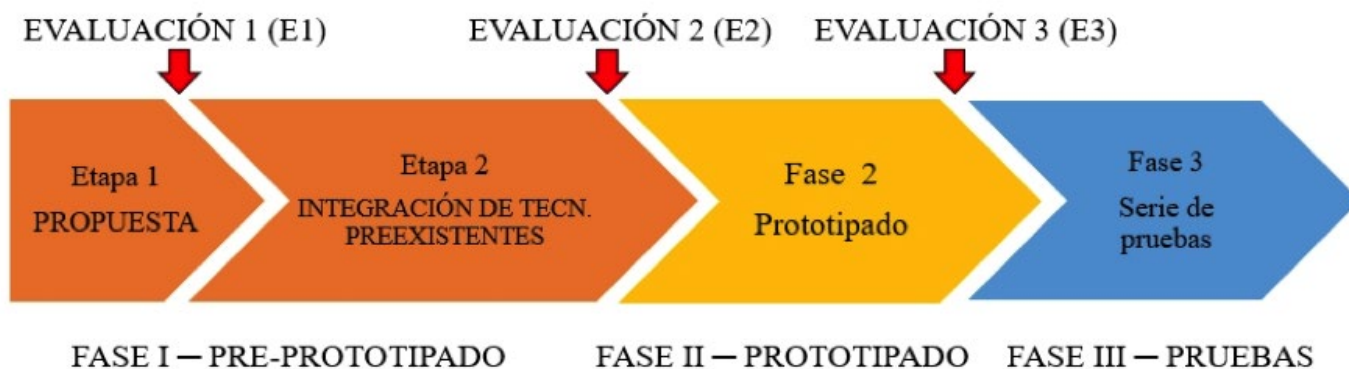 EVALUACIÓN 1 (E1)
EVALUACIÓN 2 (E2)
EVALUACIÓN 3 (E3)
Etapa 1
PROPUESTA
Etapa 2
INTEGRACIÓN DE TECN.
PREEXISTENTES
Fase 2
Prototipado
Fase 3
Serie de
pruebas
FASE I — PRE-PROTOTIPADO
FASE II — PROTOTIPADO
FASE III — PRUEBAS